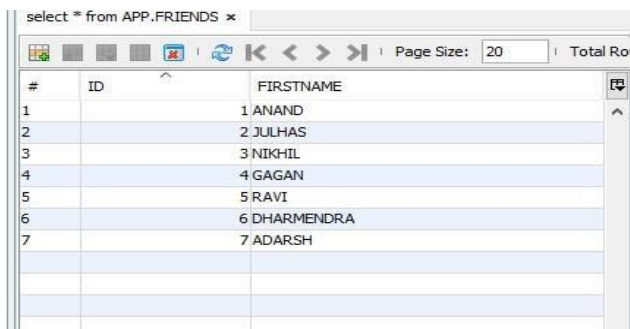 select * from APP.FRIENDS x
Page Size: 20 Total Ro
# ID FIRSTNAME
1 1 ANAND
2 2 JULHAS
3 3 NIKHIL
4 4 GAGAN
5 5 RAVI
6 6 DHARMENDRA
7 7 ADARSH